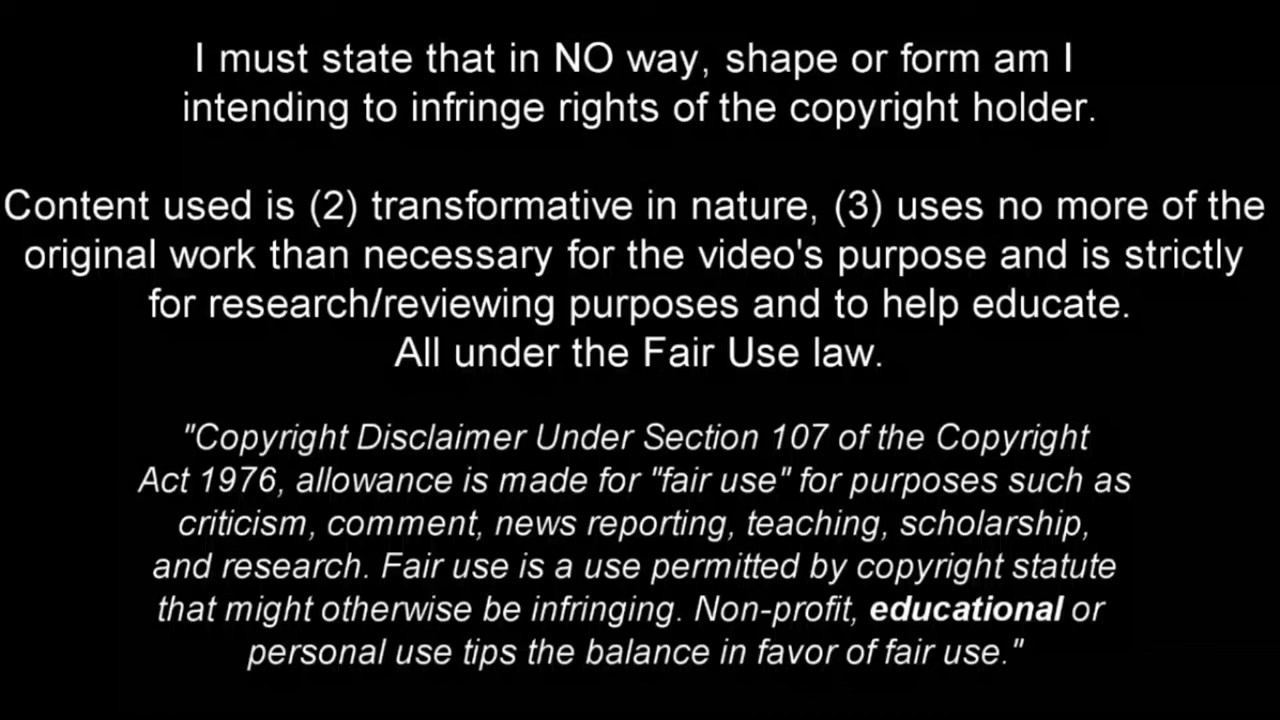 I must state that in NO way, shape or form am I
intending to infringe rights of the copyright holder.
Content used is (2) transformative in nature, (3) uses no more of the
original work than necessary for the video's purpose and is strictly
for research/reviewing purposes and to help educate.
All under the Fair Use law.
"Copyright Disclaimer Under Section 107 of the Copyright
Act 1976, allowance is made for "fair use" for purposes such as
criticism, comment, news reporting, teaching, scholarship,
and research. Fair use is a use permitted by copyright statute
that might otherwise be infringing. Non-profit, educational or
personal use tips the balance in favor of fair use."